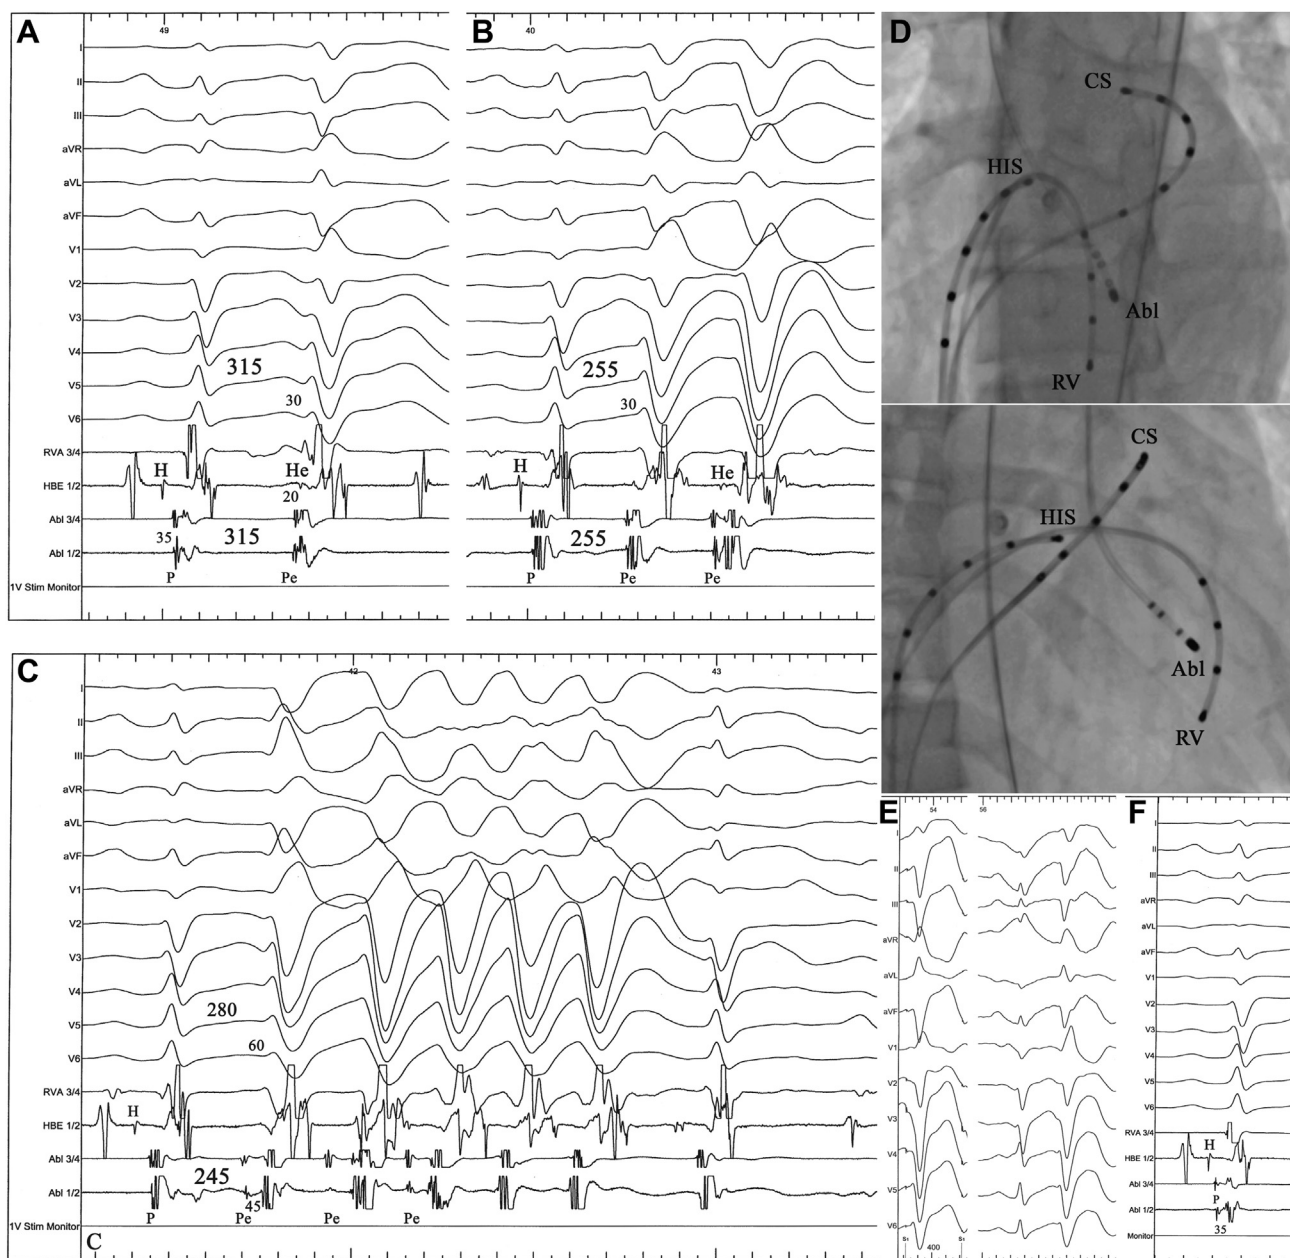 A
49
I
II
III
aVR
aVL
aVF
V1
V2
V3
V4
315
V5
30
V6
RVA 3/4
H
He
HBE 1/2
20
Abl 3/4
35
315
Abl 1/2
P
Pe
1V Stim Monitor
B
40
255
30
H
He
255
P
Pe
Pe
C
42
43
I
II
III
aVR
aVL
aVF
V1
V2
V3
V4
280
V5
60
V6
RVA 3/4
H
HBE 1/2
Abl 3/4
245
Abl 1/2
45
P
Pe
Pe
Pe
1V Stim Monitor
C
D
CS
HIS
Abl
RV
CS
HIS
Abl
RV
E
54
56
I
II
III
aVR
aVL
aVF
V1
V2
V3
V4
V5
V6
S1
400
S1
F
I
II
III
aVR
aVL
aVF
V1
V2
V3
V4
V5
V6
RVA 3/4
H
HBE 1/2
Abl 3/4
P
Abl 1/2
35
Monitor